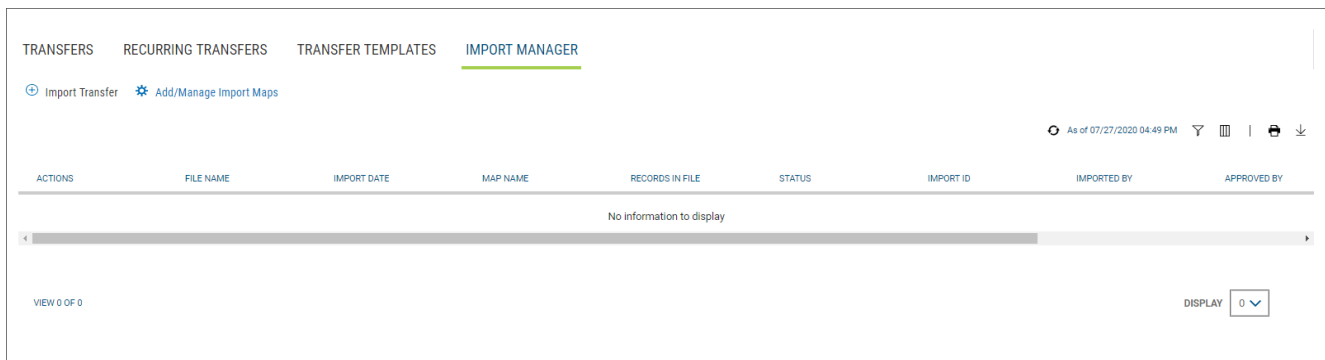 TRANSFERS RECURRING TRANSFERS TRANSFER TEMPLATES IMPORT MANAGER
Import Transfer Add/Manage Import Maps
As of 07/27/2020 04:49 PM
ACTIONS FILE NAME IMPORT DATE MAP NAME RECORDS IN FILE STATUS IMPORT ID IMPORTED BY APPROVED BY
No information to display
VIEW 0 OF 0 DISPLAY 0